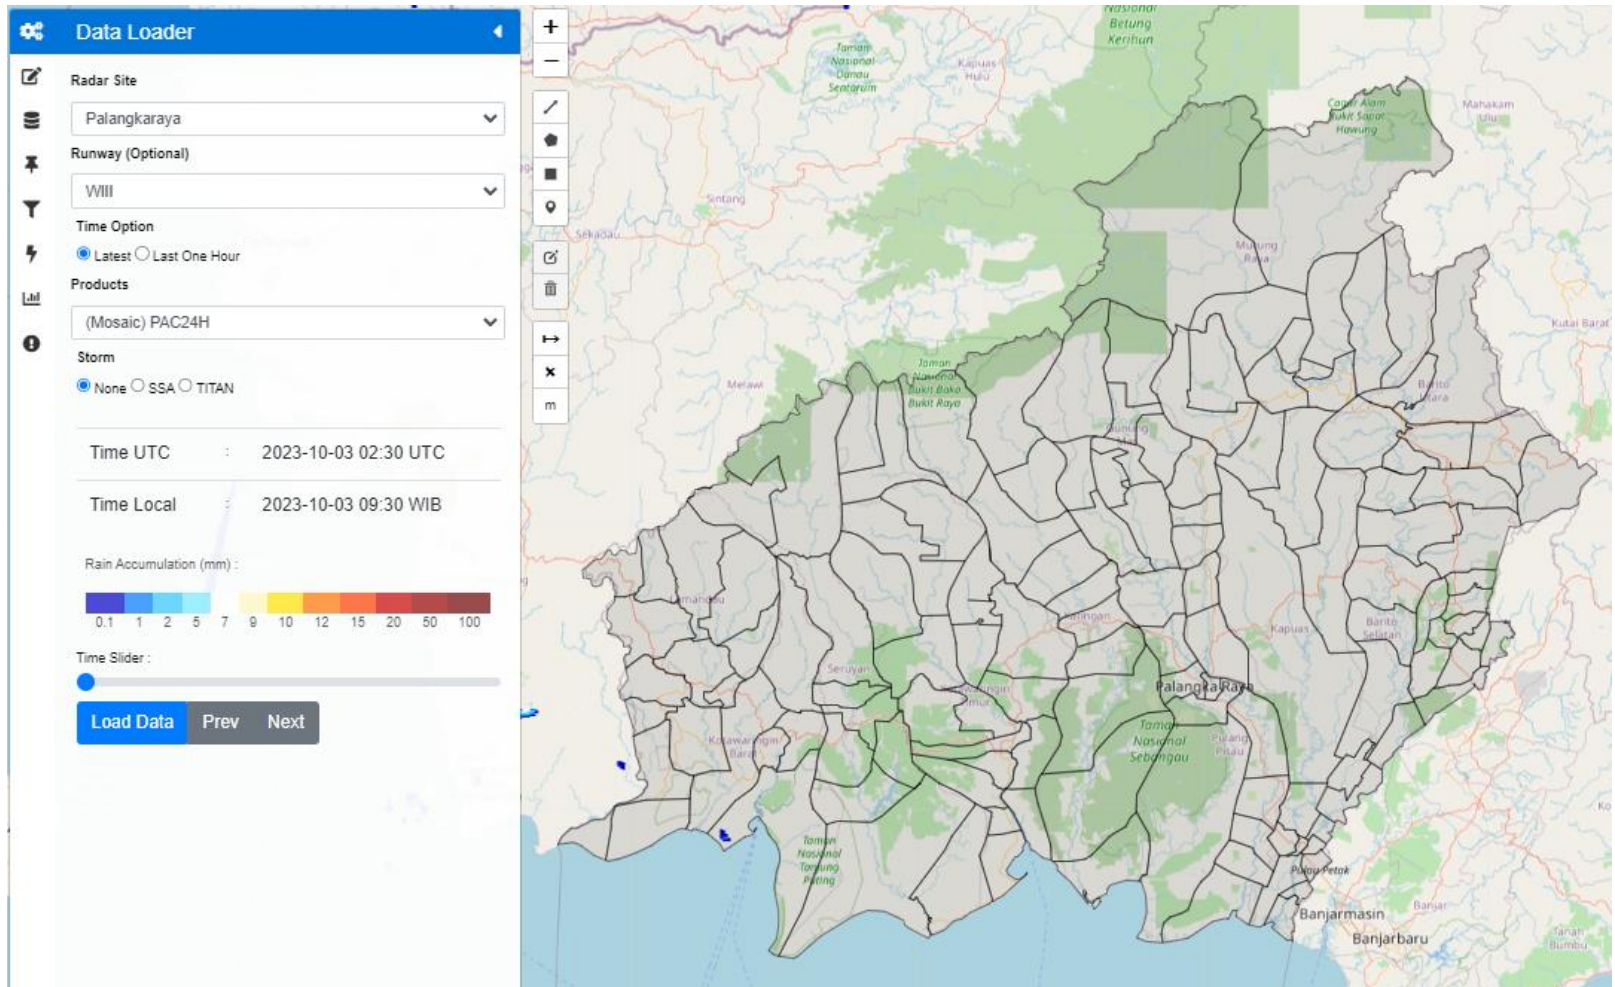 Data Loader
Radar Site
Palangkaraya
Runway (Optional)
WIII
Time Option
Latest Last One Hour
Products
(Mosaic) PAC24H
Storm
None SSA TITAN
Time UTC : 2023-10-03 02:30 UTC
Time Local : 2023-10-03 09:30 WIB
Rain Accumulation (mm) :
0.1 1 2 5 7 9 10 12 15 20 50 100
Time Slider :
Load Data Prev Next
+
−
m
Nasional
Betung
Kerihun
Taman
Nasional
Danau
Sentarum
Kapuas
Hulu
Cagar Alam
Bukit Sapat
Hawung
Mahakam
Ulu
Sintang
Sekadau
Murung
Raya
Kutai Barat
Taman
Nasional
Bukit Baka
Bukit Raya
Melawi
Barito
Utara
Gunung
Mas
Lamandau
Katingan
Kapuas
Barito
Selatan
Seruyan
Kotawaringin
Timur
Palangka Raya
Taman
Nasional
Sebangau
Pulang
Pisau
Kotawaringin
Barat
Taman
Nasional
Tanjung
Puting
Pulau Petak
Banjarmasin
Banjar
Banjarbaru
Tanah
Bumbu